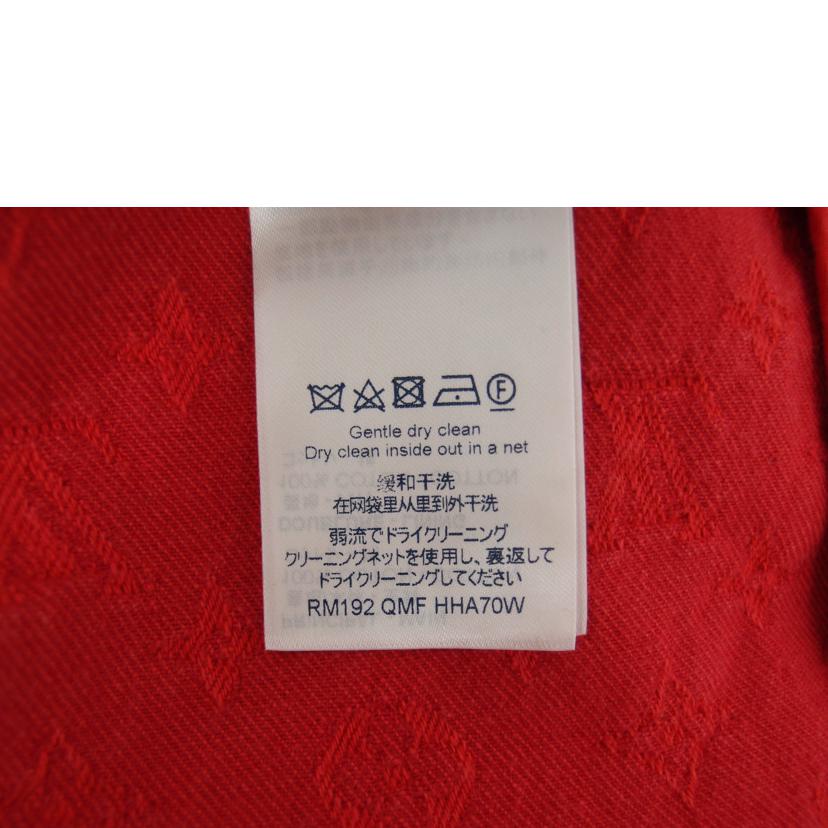 F
Gentle dry clean
Dry clean inside out in a net
缓和干洗
在网袋里从里到外干洗
弱流でドライクリーニング
クリーニングネットを使用し、裏返して
ドライクリーニングしてください
RM192 QMF HHA70W